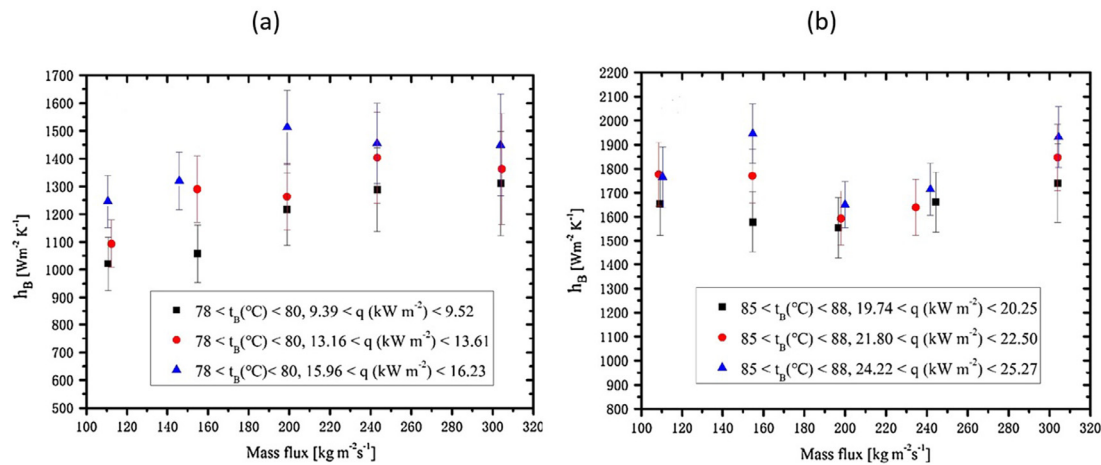 (a)
(b)
1700
1600
1500
1400
1300
1200
1100
1000
900
800
700
600
500
h_B [Wm⁻² K⁻¹]
78 < t_B(°C) < 80, 9.39 < q (kW m⁻²) < 9.52
78 < t_B(°C) < 80, 13.16 < q (kW m⁻²) < 13.61
78 < t_B(°C)< 80, 15.96 < q (kW m⁻²) < 16.23
100 120 140 160 180 200 220 240 260 280 300 320
Mass flux [kg m⁻²s⁻¹]
2200
2100
2000
1900
1800
1700
1600
1500
1400
1300
1200
1100
1000
900
800
h_B [Wm⁻² K⁻¹]
85 < t_B(°C) < 88, 19.74 < q (kW m⁻²) < 20.25
85 < t_B(°C) < 88, 21.80 < q (kW m⁻²) < 22.50
85 < t_B(°C) < 88, 24.22 < q (kW m⁻²) < 25.27
100 120 140 160 180 200 220 240 260 280 300 320
Mass flux [kg m⁻²s⁻¹]